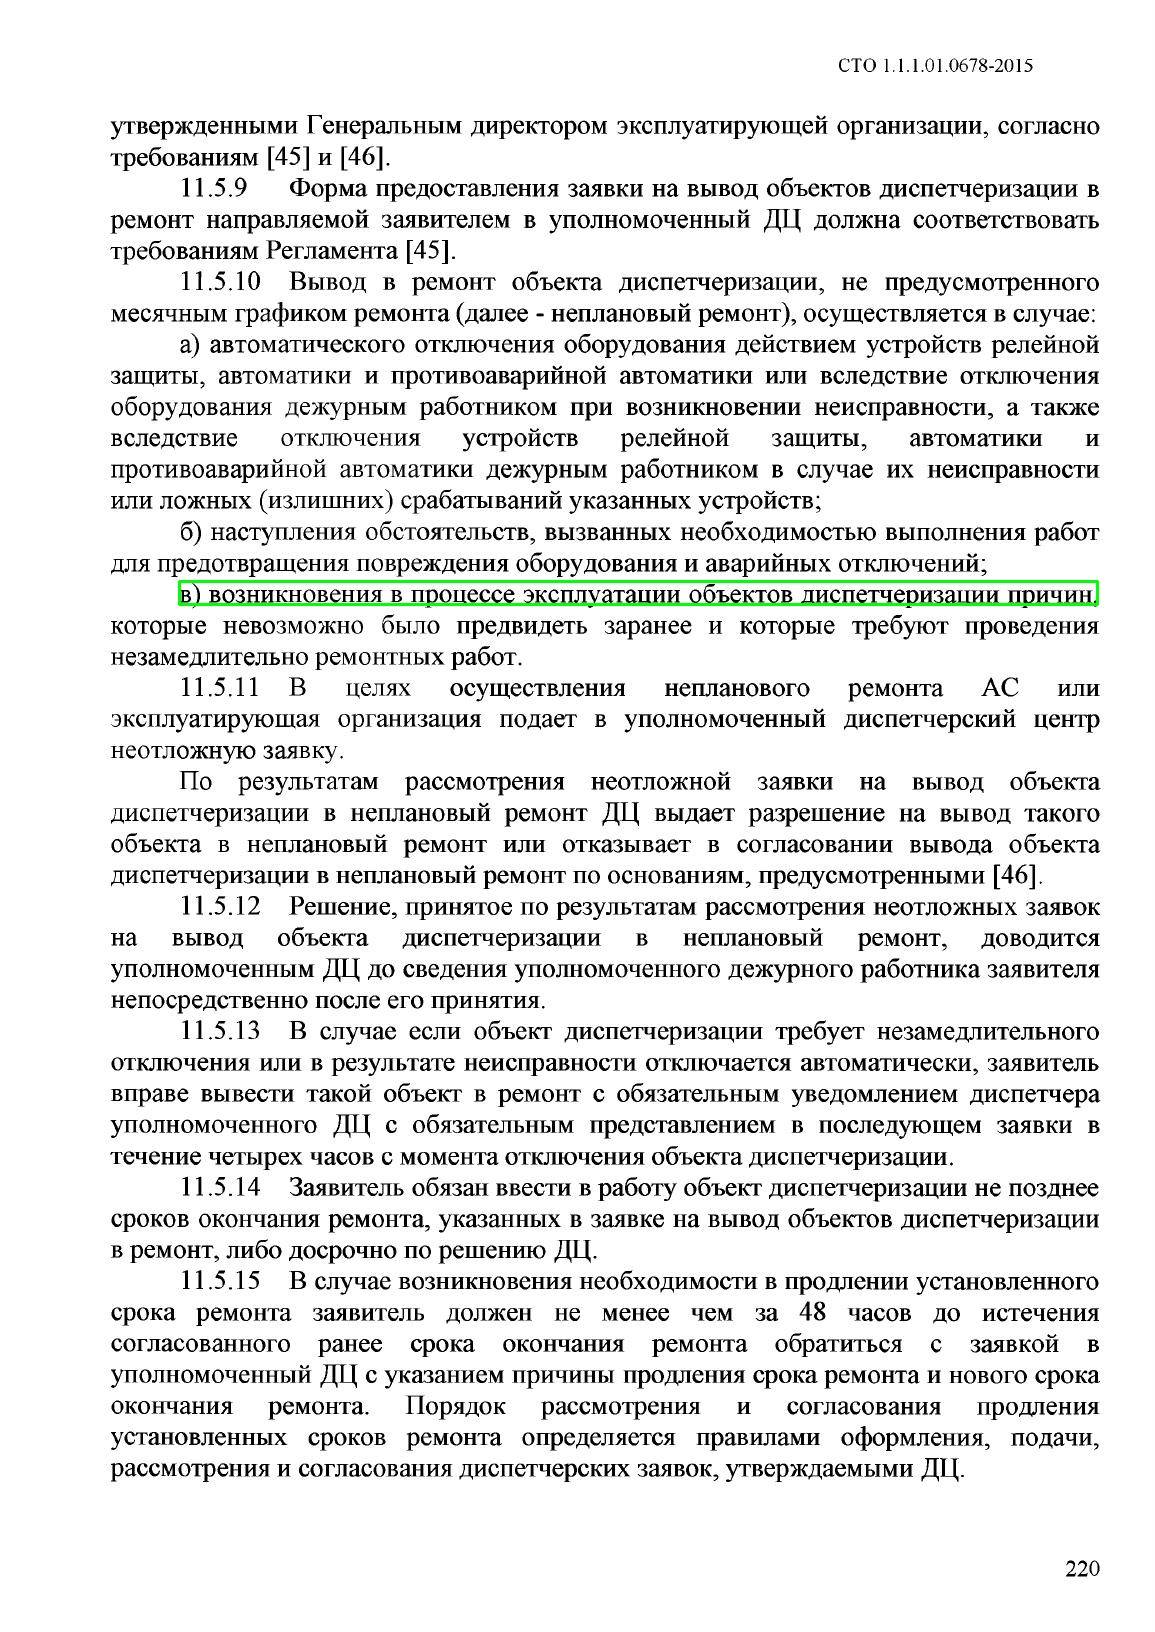 СТО 1.1.1.01.0678-2015
утвержденными Генеральным директором эксплуатирующей организации, согласно
требованиям [45] и [46].
11.5.9 Форма предоставления заявки на вывод объектов диспетчеризации в
ремонт направляемой заявителем в уполномоченный ДЦ должна соответствовать
требованиям Регламента [45].
11.5.10 Вывод в ремонт объекта диспетчеризации, не предусмотренного
месячным графиком ремонта (далее - неплановый ремонт), осуществляется в случае:
а) автоматического отключения оборудования действием устройств релейной
защиты, автоматики и противоаварийной автоматики или вследствие отключения
оборудования дежурным работником при возникновении неисправности, а также
вследствие отключения устройств релейной защиты, автоматики и
противоаварийной автоматики дежурным работником в случае их неисправности
или ложных (излишних) срабатываний указанных устройств;
б) наступления обстоятельств, вызванных необходимостью выполнения работ
для предотвращения повреждения оборудования и аварийных отключений;
в) возникновения в процессе эксплуатации объектов диспетчеризации причин,
которые невозможно было предвидеть заранее и которые требуют проведения
незамедлительно ремонтных работ.
11.5.11 В целях осуществления непланового ремонта АС или
эксплуатирующая организация подает в уполномоченный диспетчерский центр
неотложную заявку.
По результатам рассмотрения неотложной заявки на вывод объекта
диспетчеризации в неплановый ремонт ДЦ выдает разрешение на вывод такого
объекта в неплановый ремонт или отказывает в согласовании вывода объекта
диспетчеризации в неплановый ремонт по основаниям, предусмотренными [46].
11.5.12 Решение, принятое по результатам рассмотрения неотложных заявок
на вывод объекта диспетчеризации в неплановый ремонт, доводится
уполномоченным ДЦ до сведения уполномоченного дежурного работника заявителя
непосредственно после его принятия.
11.5.13 В случае если объект диспетчеризации требует незамедлительного
отключения или в результате неисправности отключается автоматически, заявитель
вправе вывести такой объект в ремонт с обязательным уведомлением диспетчера
уполномоченного ДЦ с обязательным представлением в последующем заявки в
течение четырех часов с момента отключения объекта диспетчеризации.
11.5.14 Заявитель обязан ввести в работу объект диспетчеризации не позднее
сроков окончания ремонта, указанных в заявке на вывод объектов диспетчеризации
в ремонт, либо досрочно по решению ДЦ.
11.5.15 В случае возникновения необходимости в продлении установленного
срока ремонта заявитель должен не менее чем за 48 часов до истечения
согласованного ранее срока окончания ремонта обратиться с заявкой в
уполномоченный ДЦ с указанием причины продления срока ремонта и нового срока
окончания ремонта. Порядок рассмотрения и согласования продления
установленных сроков ремонта определяется правилами оформления, подачи,
рассмотрения и согласования диспетчерских заявок, утверждаемыми ДЦ.
220